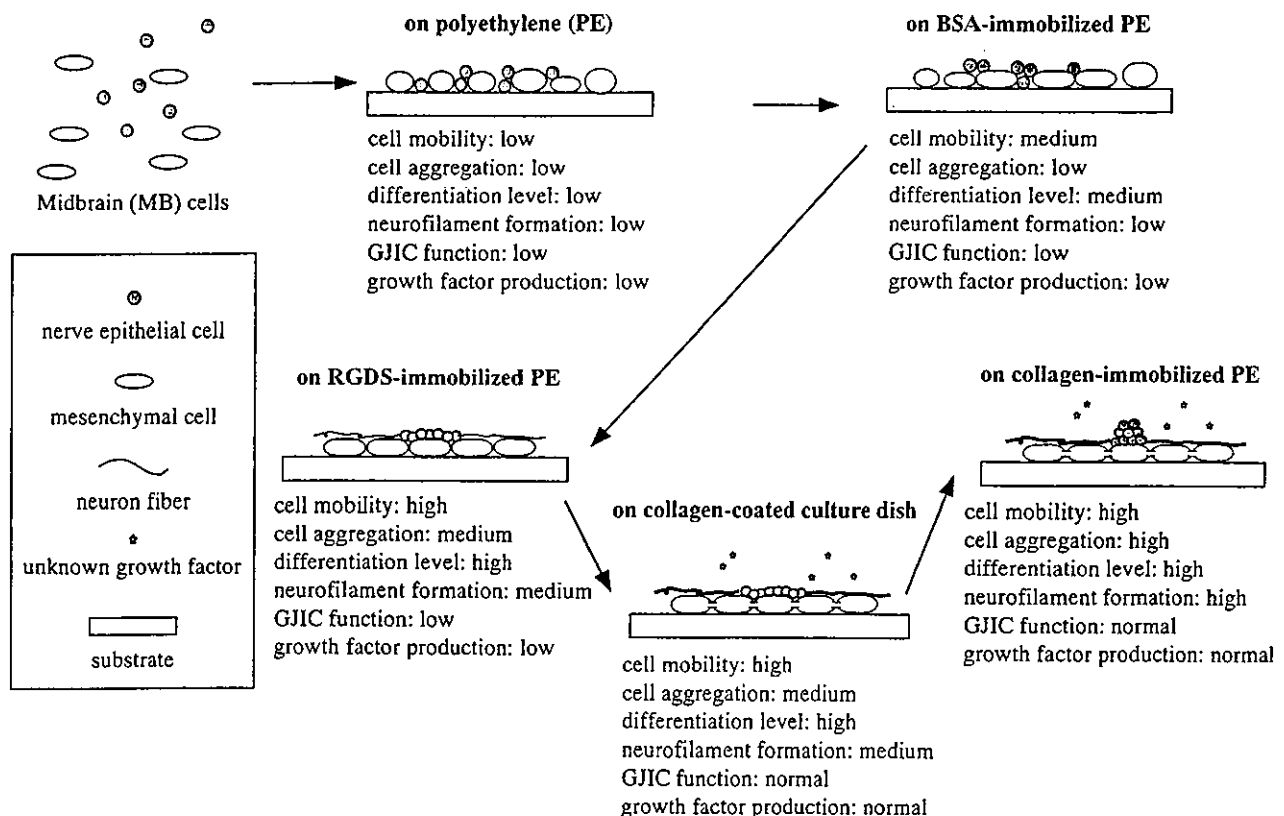 on polyethylene (PE)
cell mobility: low
cell aggregation: low
differentiation level: low
neurofilament formation: low
GJIC function: low
growth factor production: low
on BSA-immobilized PE
cell mobility: medium
cell aggregation: low
differentiation level: medium
neurofilament formation: low
GJIC function: low
growth factor production: low
Midbrain (MB) cells
nerve epithelial cell
mesenchymal cell
neuron fiber
unknown growth factor
substrate
on RGDS-immobilized PE
cell mobility: high
cell aggregation: medium
differentiation level: high
neurofilament formation: medium
GJIC function: low
growth factor production: low
on collagen-coated culture dish
cell mobility: high
cell aggregation: medium
differentiation level: high
neurofilament formation: medium
GJIC function: normal
growth factor production: normal
on collagen-immobilized PE
cell mobility: high
cell aggregation: high
differentiation level: high
neurofilament formation: high
GJIC function: normal
growth factor production: normal